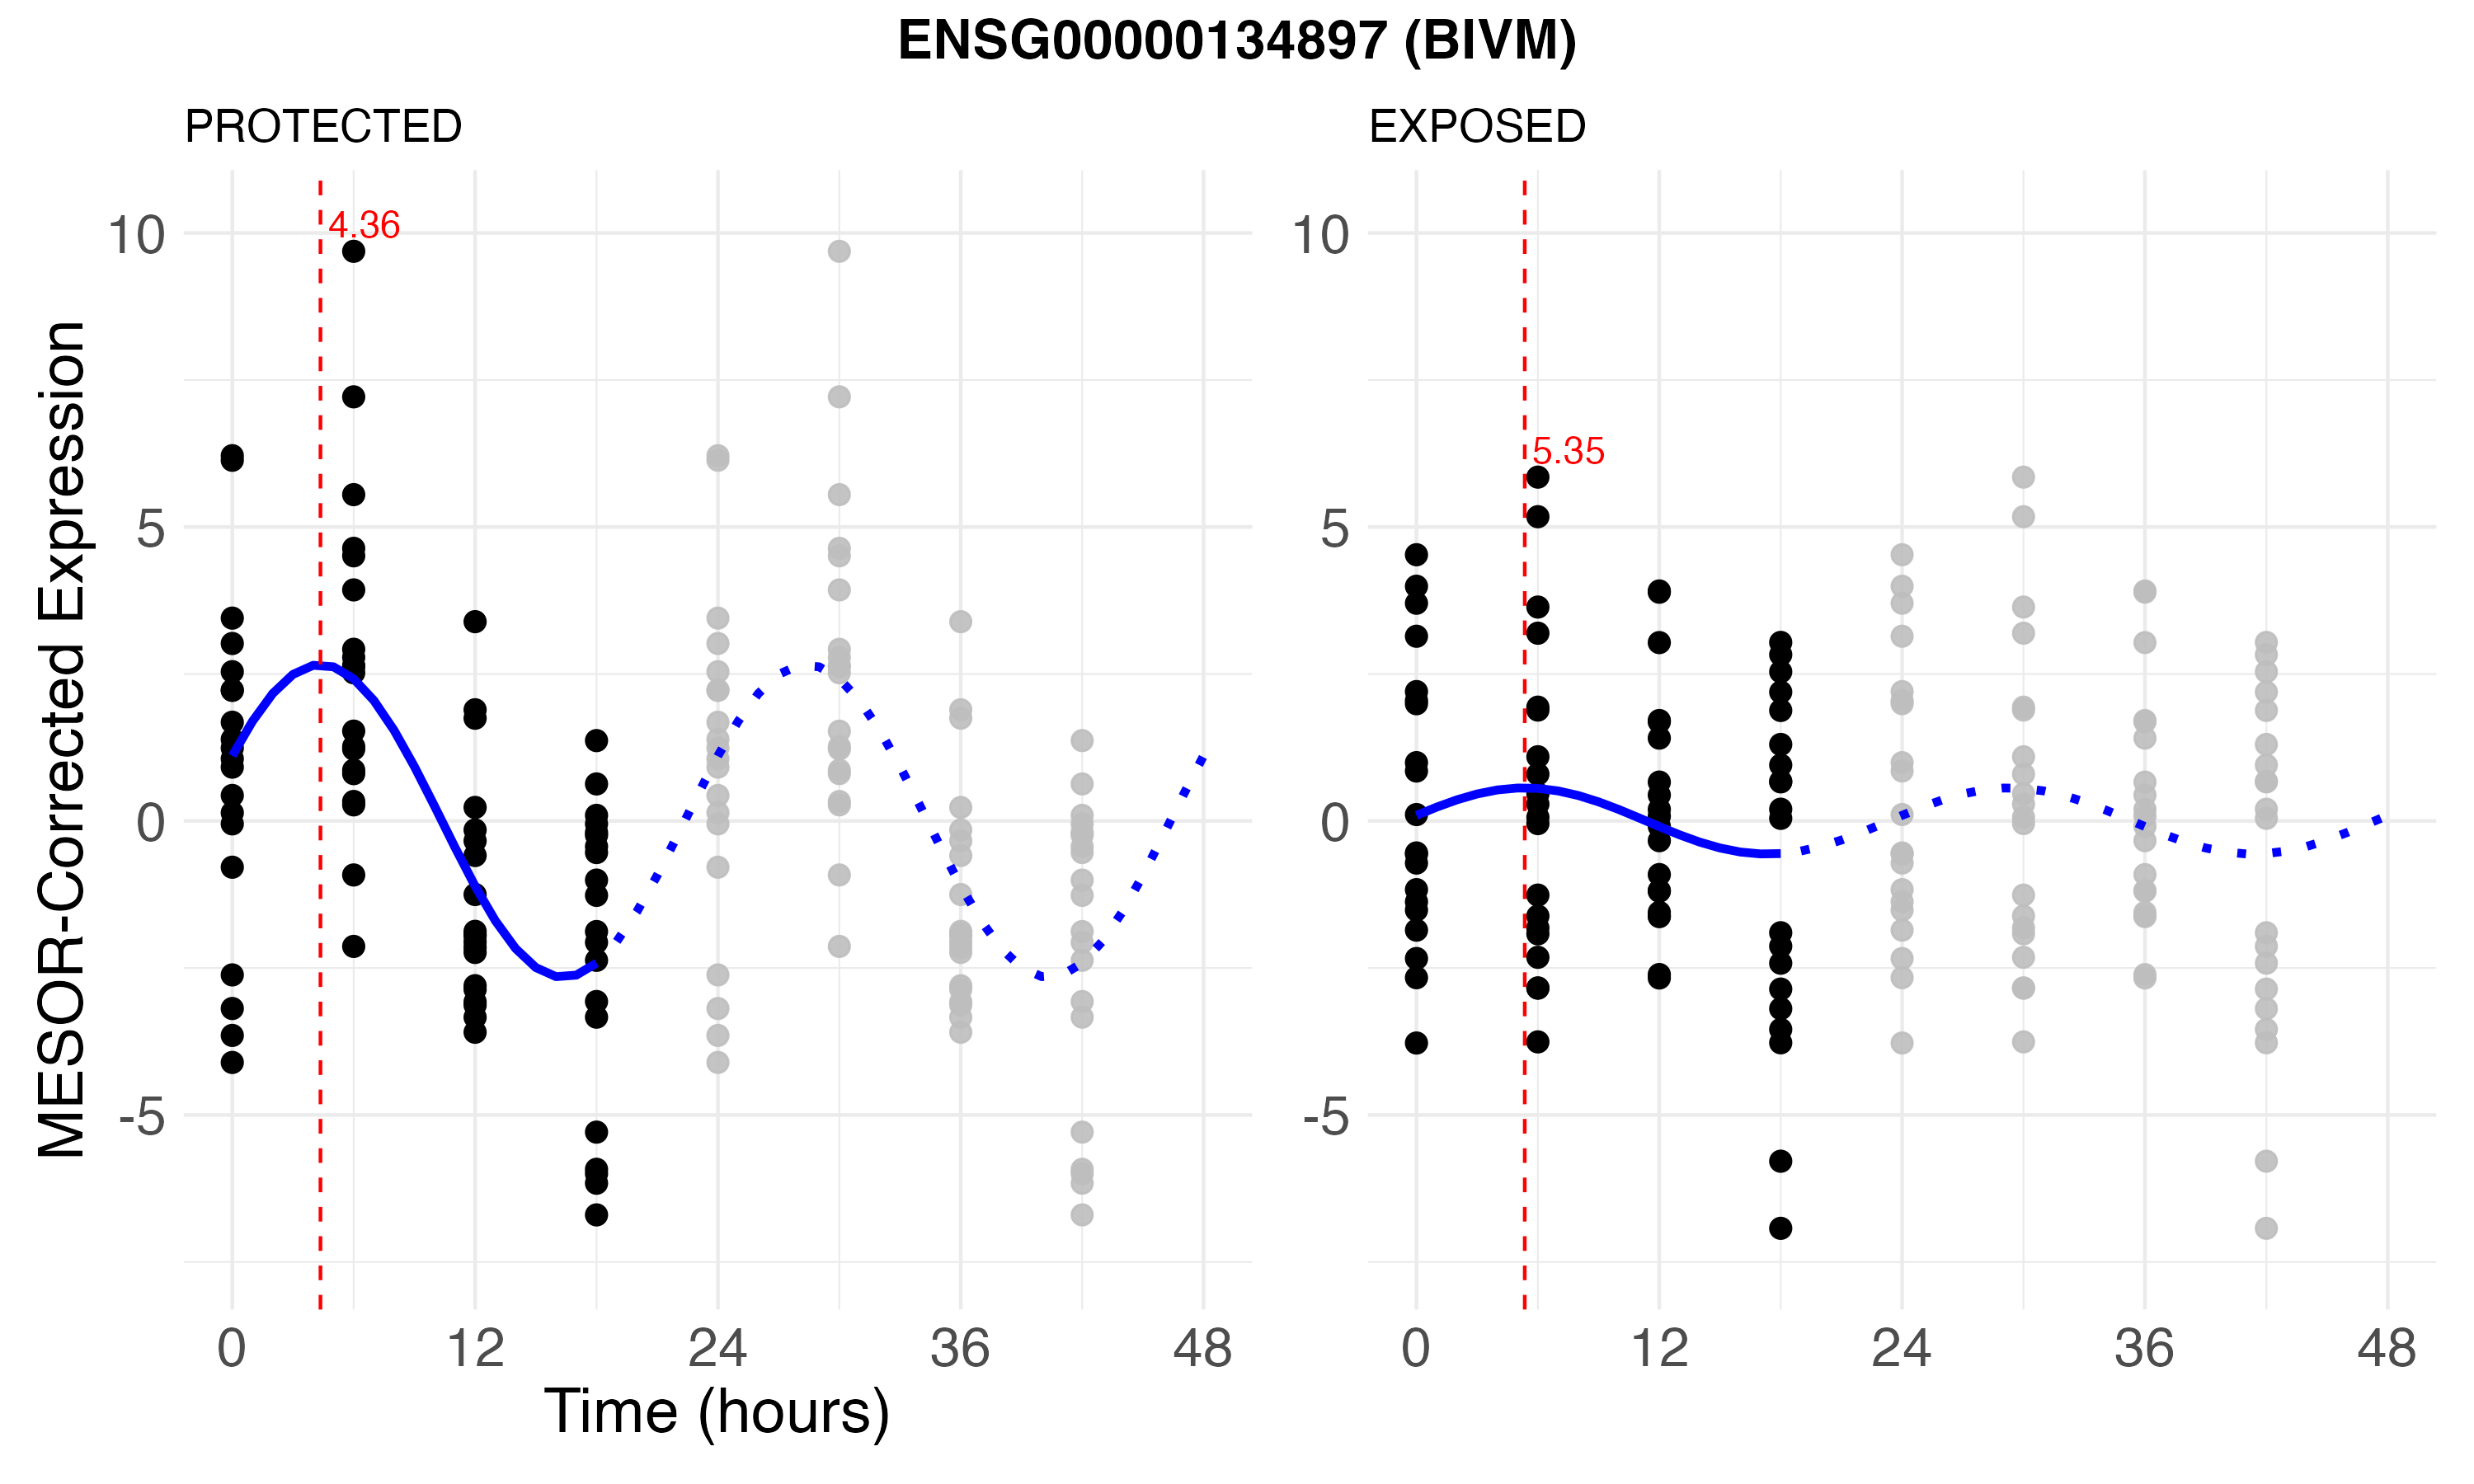 ENSG00000134897 (BIVM)
PROTECTED
EXPOSED
MESOR-Corrected Expression
10
5
0
-5
4.36
0 12 24 36 48
10
5
0
-5
5.35
0 12 24 36 48
Time (hours)